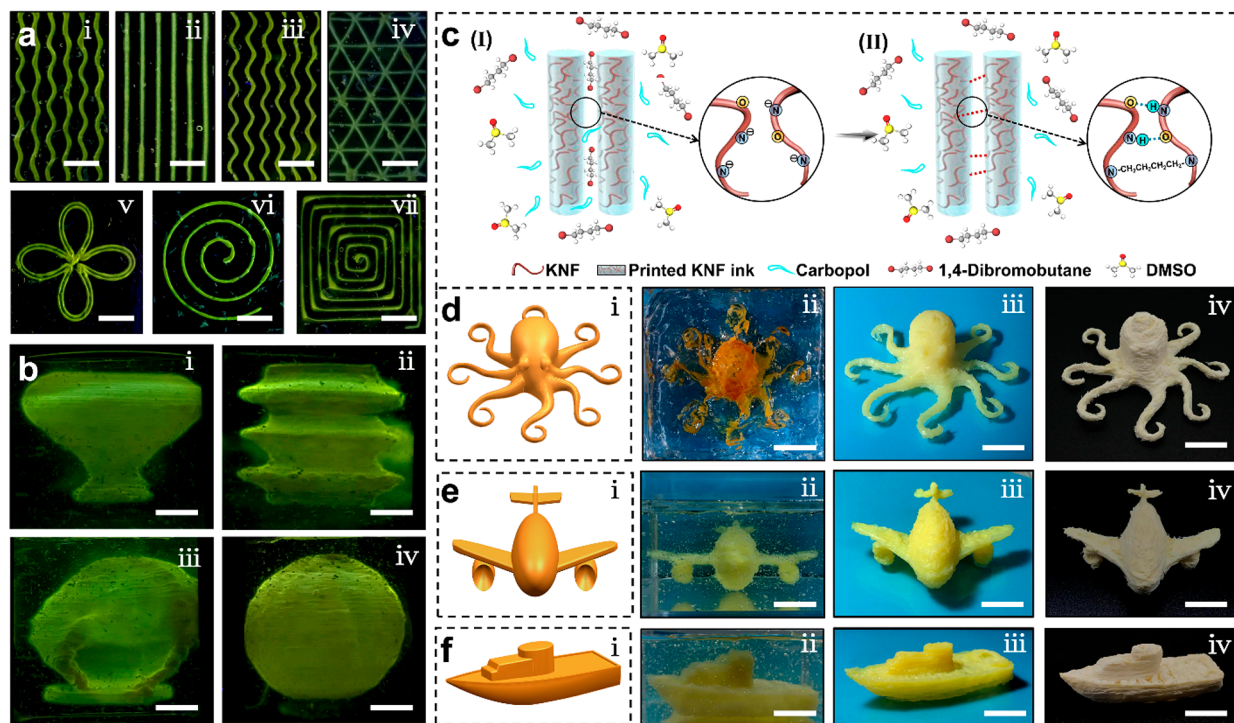 a
i
ii
iii
iv
v
vi
vii
b
i
ii
iii
iv
c
(I)
(II)
O
N
N
N
O
N
O
H
N
N
H
O
N-CH₂CH₂CH₂CH₂-N
KNF
Printed KNF ink
Carbopol
1,4-Dibromobutane
DMSO
d
i
ii
iii
iv
e
i
ii
iii
iv
f
i
ii
iii
iv